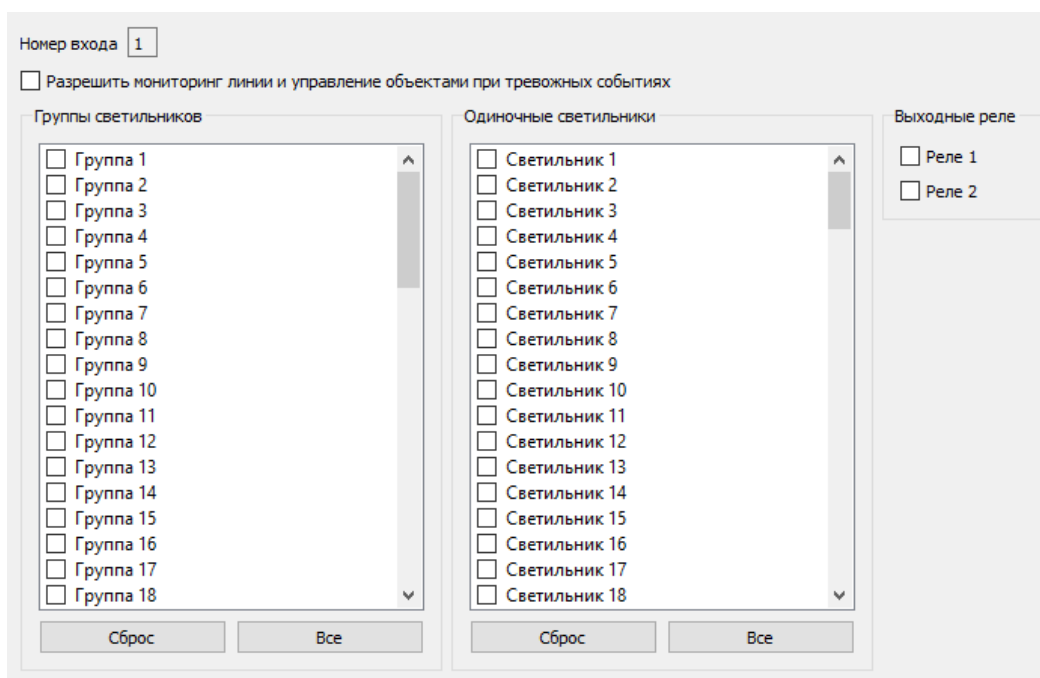 Номер входа 1
Разрешить мониторинг линии и управление объектами при тревожных событиях
Группы светильников
Группа 1
Группа 2
Группа 3
Группа 4
Группа 5
Группа 6
Группа 7
Группа 8
Группа 9
Группа 10
Группа 11
Группа 12
Группа 13
Группа 14
Группа 15
Группа 16
Группа 17
Группа 18
Сброс Все
Одиночные светильники
Светильник 1
Светильник 2
Светильник 3
Светильник 4
Светильник 5
Светильник 6
Светильник 7
Светильник 8
Светильник 9
Светильник 10
Светильник 11
Светильник 12
Светильник 13
Светильник 14
Светильник 15
Светильник 16
Светильник 17
Светильник 18
Сброс Все
Выходные реле
Реле 1
Реле 2